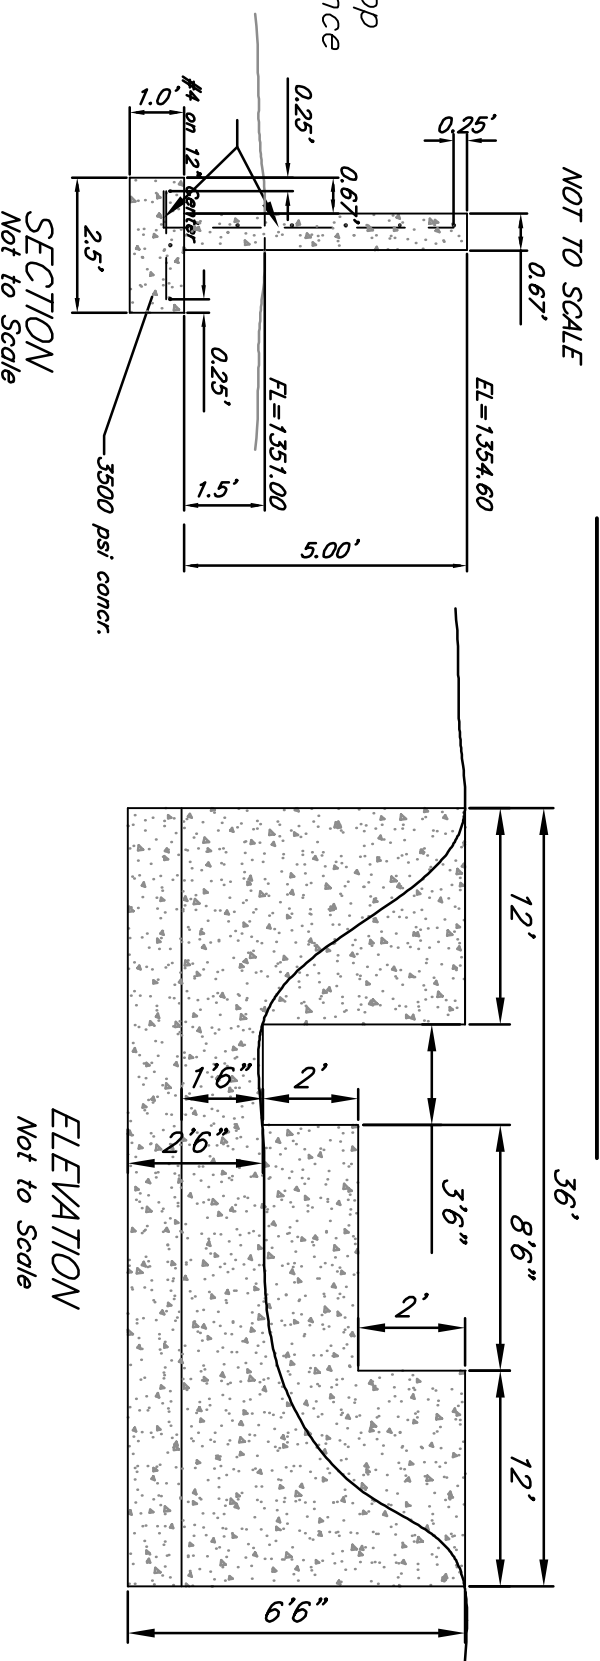 op
nce
NOT TO SCALE
0.25'
0.67'
0.25'
0.67'
1.0'
#4 on 12" Center
2.5'
0.25'
EL=1354.60
FL=1351.00
1.5'
5.00'
3500 psi concr.
SECTION
Not to Scale
36'
12'
8'6"
12'
3'6"
2'
2'
1'6"
2'6"
6'6"
ELEVATION
Not to Scale